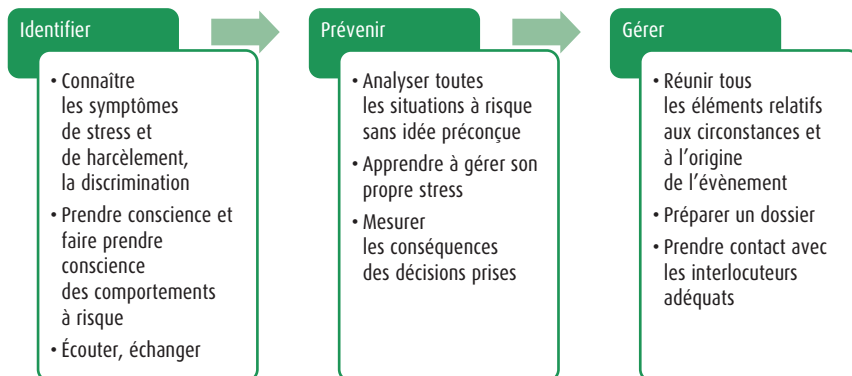 Identifier
• Connaître
les symptômes
de stress et
de harcèlement,
la discrimination
• Prendre conscience et
faire prendre
conscience
des comportements
à risque
• Écouter, échanger
Prévenir
• Analyser toutes
les situations à risque
sans idée préconçue
• Apprendre à gérer son
propre stress
• Mesurer
les conséquences
des décisions prises
Gérer
• Réunir tous
les éléments relatifs
aux circonstances et
à l'origine
de l'évènement
• Préparer un dossier
• Prendre contact avec
les interlocuteurs
adéquats